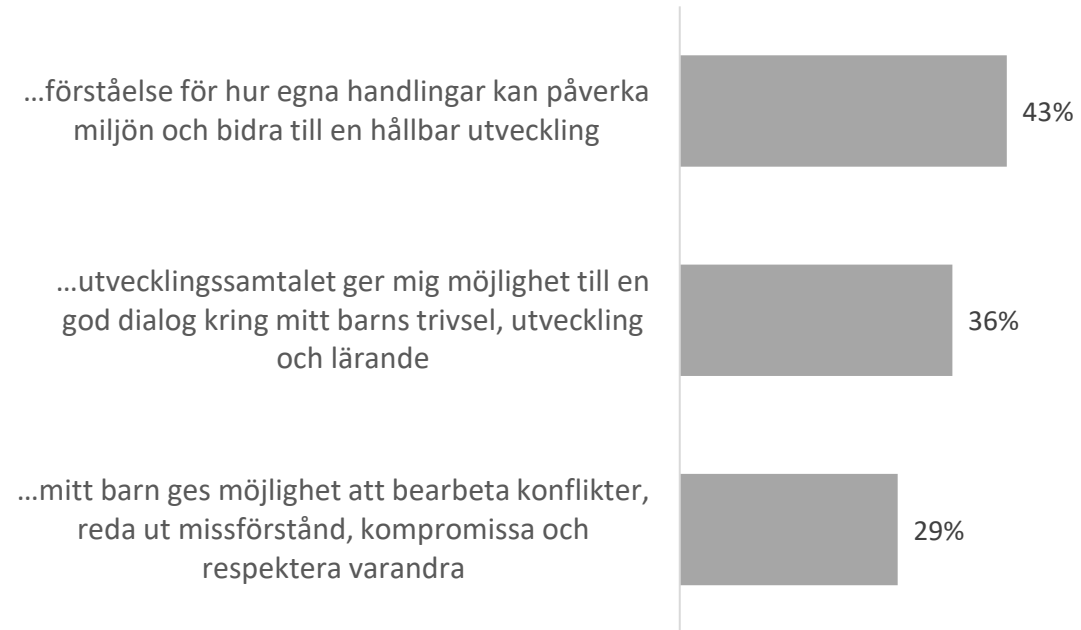 …förståelse för hur egna handlingar kan påverka
miljön och bidra till en hållbar utveckling
43%
…utvecklingssamtalet ger mig möjlighet till en
god dialog kring mitt barns trivsel, utveckling
och lärande
36%
…mitt barn ges möjlighet att bearbeta konflikter,
reda ut missförstånd, kompromissa och
respektera varandra
29%